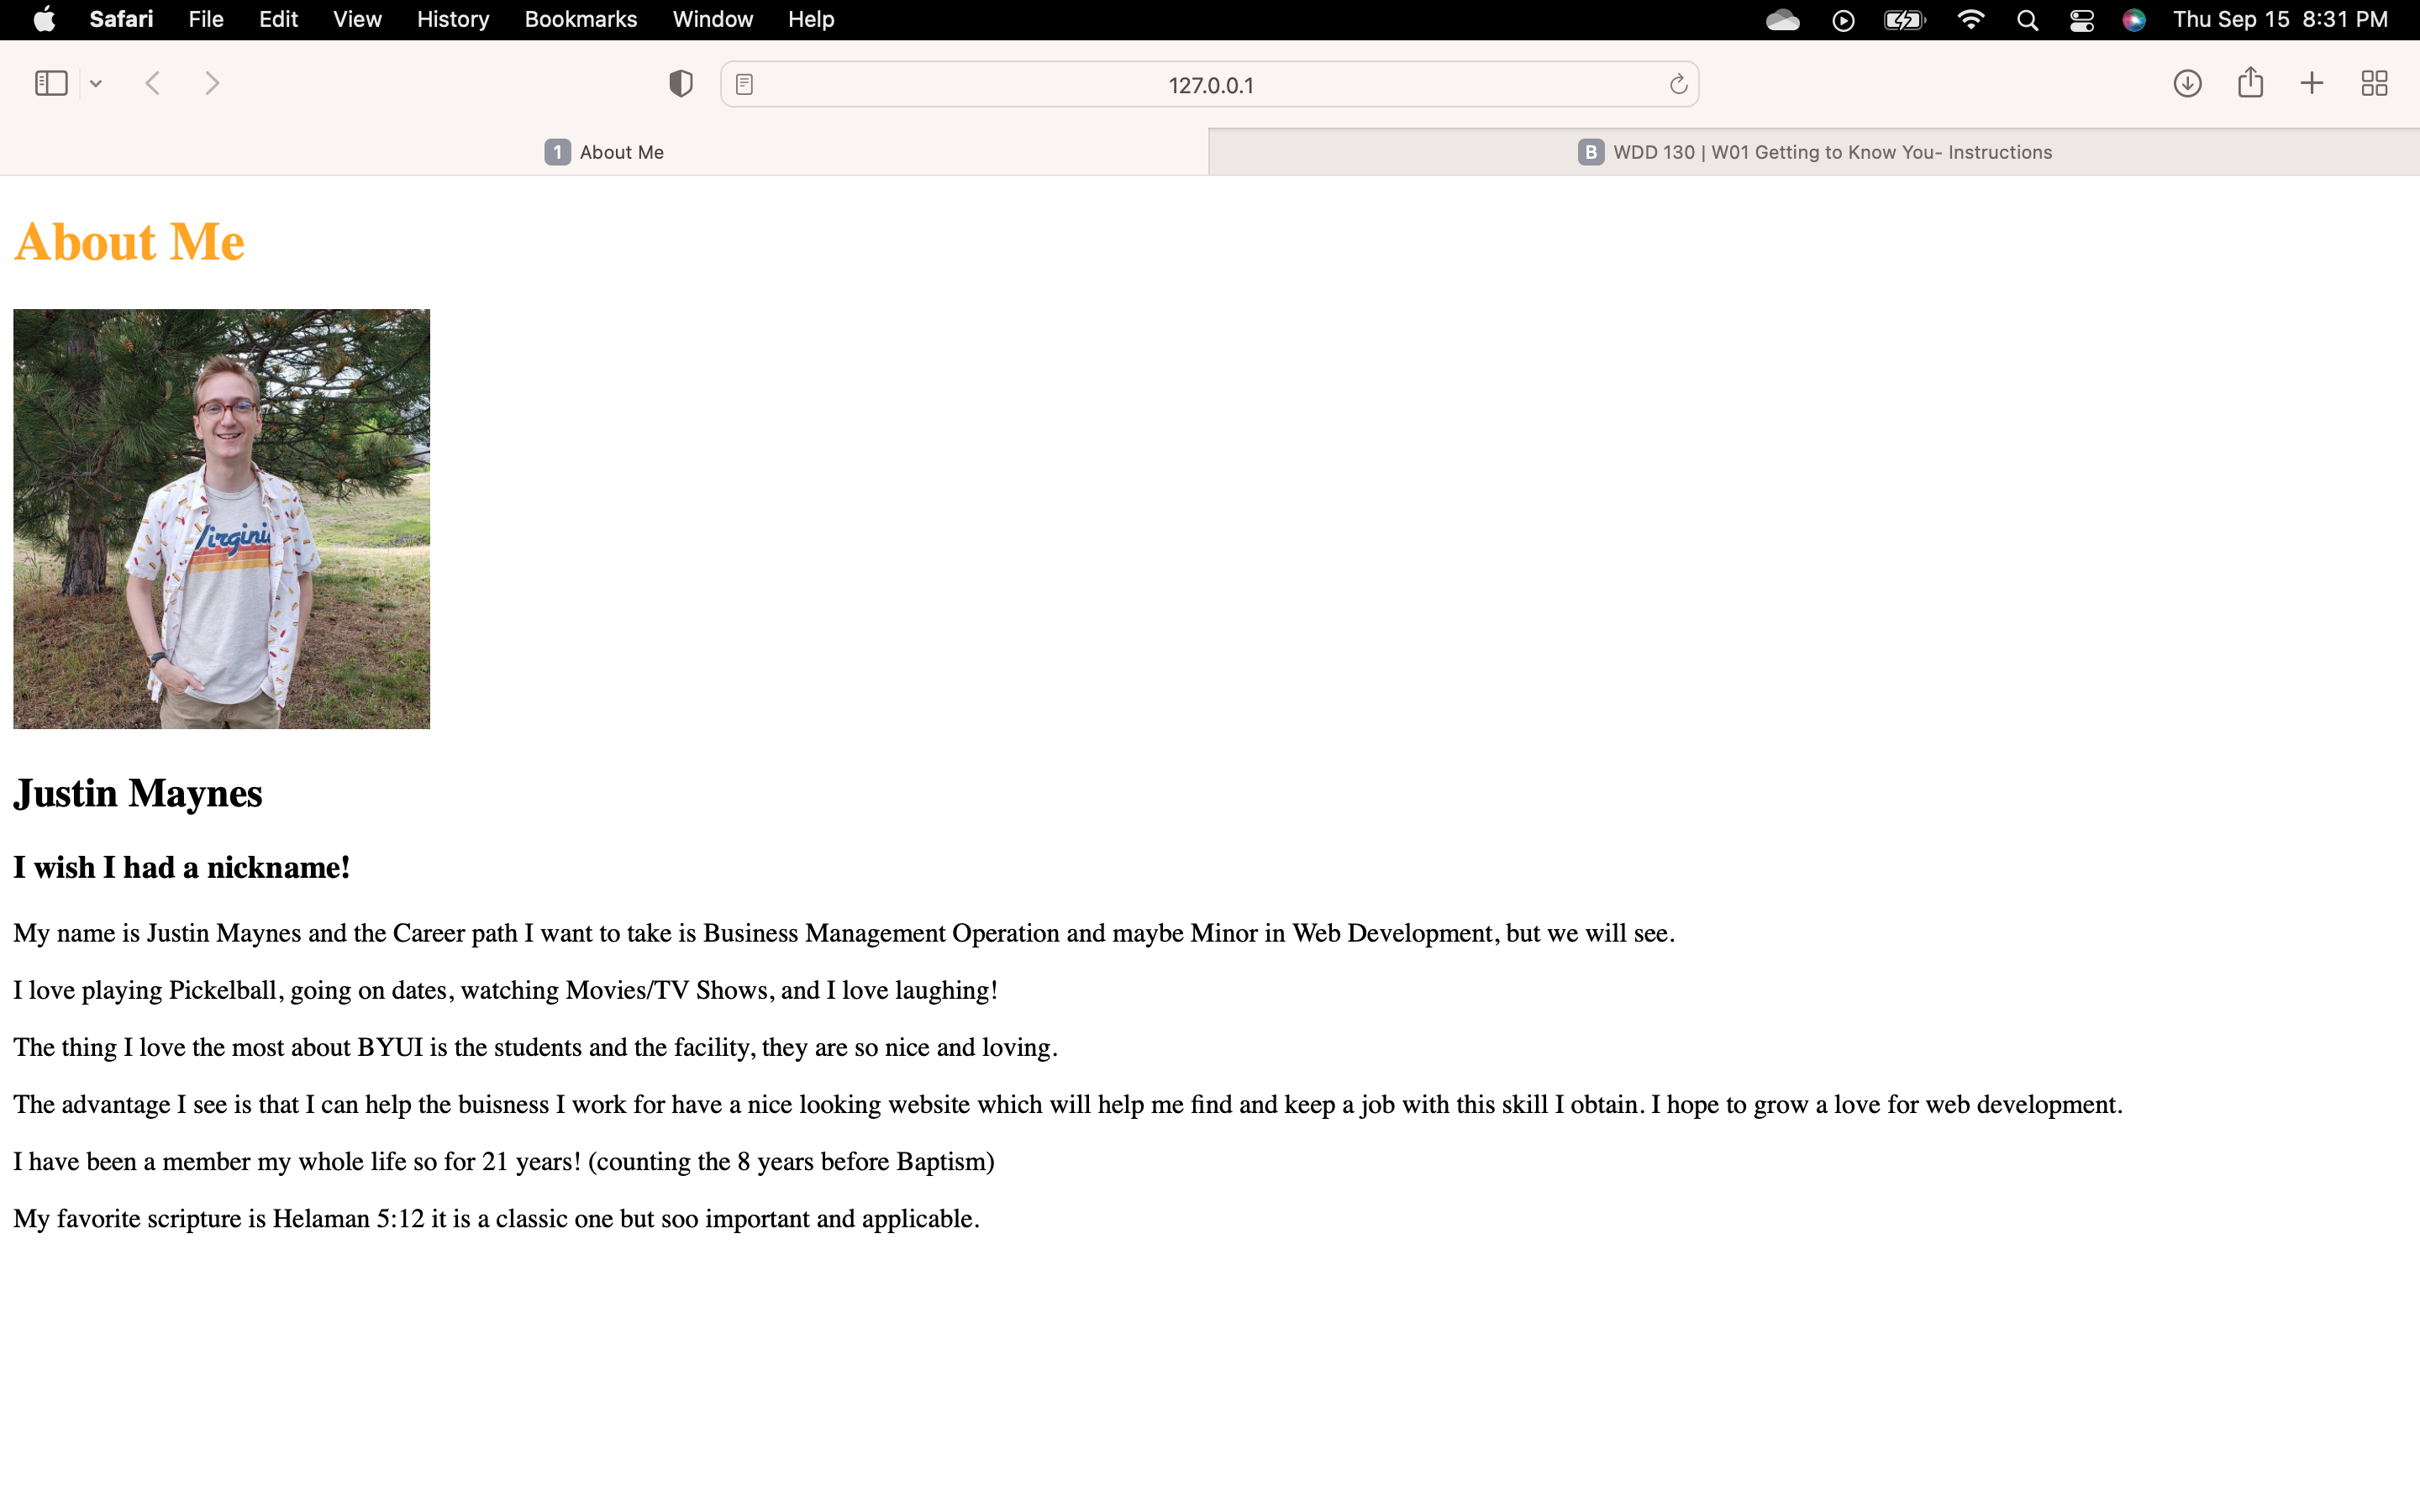 Safari File Edit View History Bookmarks Window Help Thu Sep 15 8:31 PM
127.0.0.1
1 About Me B WDD 130 | W01 Getting to Know You- Instructions
About Me
Virginia
Justin Maynes
I wish I had a nickname!
My name is Justin Maynes and the Career path I want to take is Business Management Operation and maybe Minor in Web Development, but we will see.
I love playing Pickelball, going on dates, watching Movies/TV Shows, and I love laughing!
The thing I love the most about BYUI is the students and the facility, they are so nice and loving.
The advantage I see is that I can help the buisness I work for have a nice looking website which will help me find and keep a job with this skill I obtain. I hope to grow a love for web development.
I have been a member my whole life so for 21 years! (counting the 8 years before Baptism)
My favorite scripture is Helaman 5:12 it is a classic one but soo important and applicable.